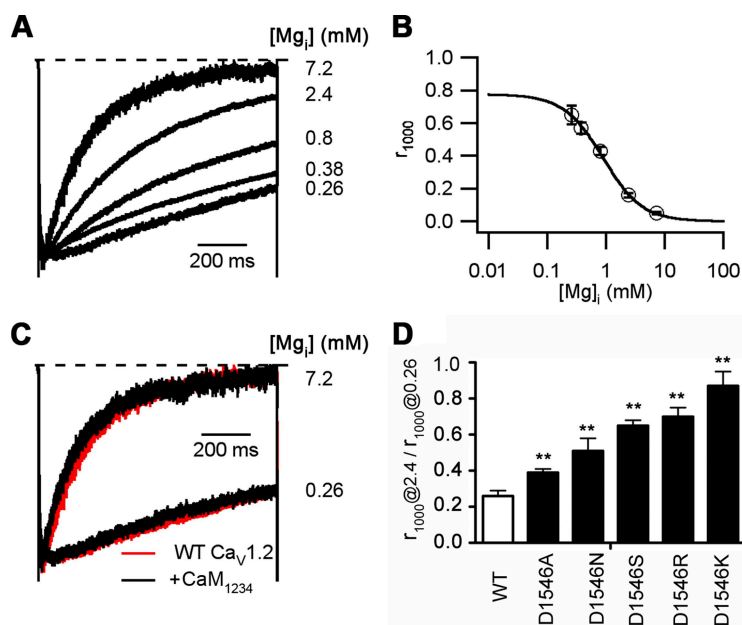 A
[Mgi] (mM)
7.2
2.4
0.8
0.38
0.26
200 ms
B
r1000
1.0
0.8
0.6
0.4
0.2
0.0
0.01 0.1 1 10 100
[Mg]i (mM)
C
[Mgi] (mM)
7.2
200 ms
0.26
WT CaV1.2
+CaM1234
D
r1000@2.4 / r1000@0.26
1.0
0.8
0.6
0.4
0.2
0.0
**
**
**
**
**
WT
D1546A
D1546N
D1546S
D1546R
D1546K